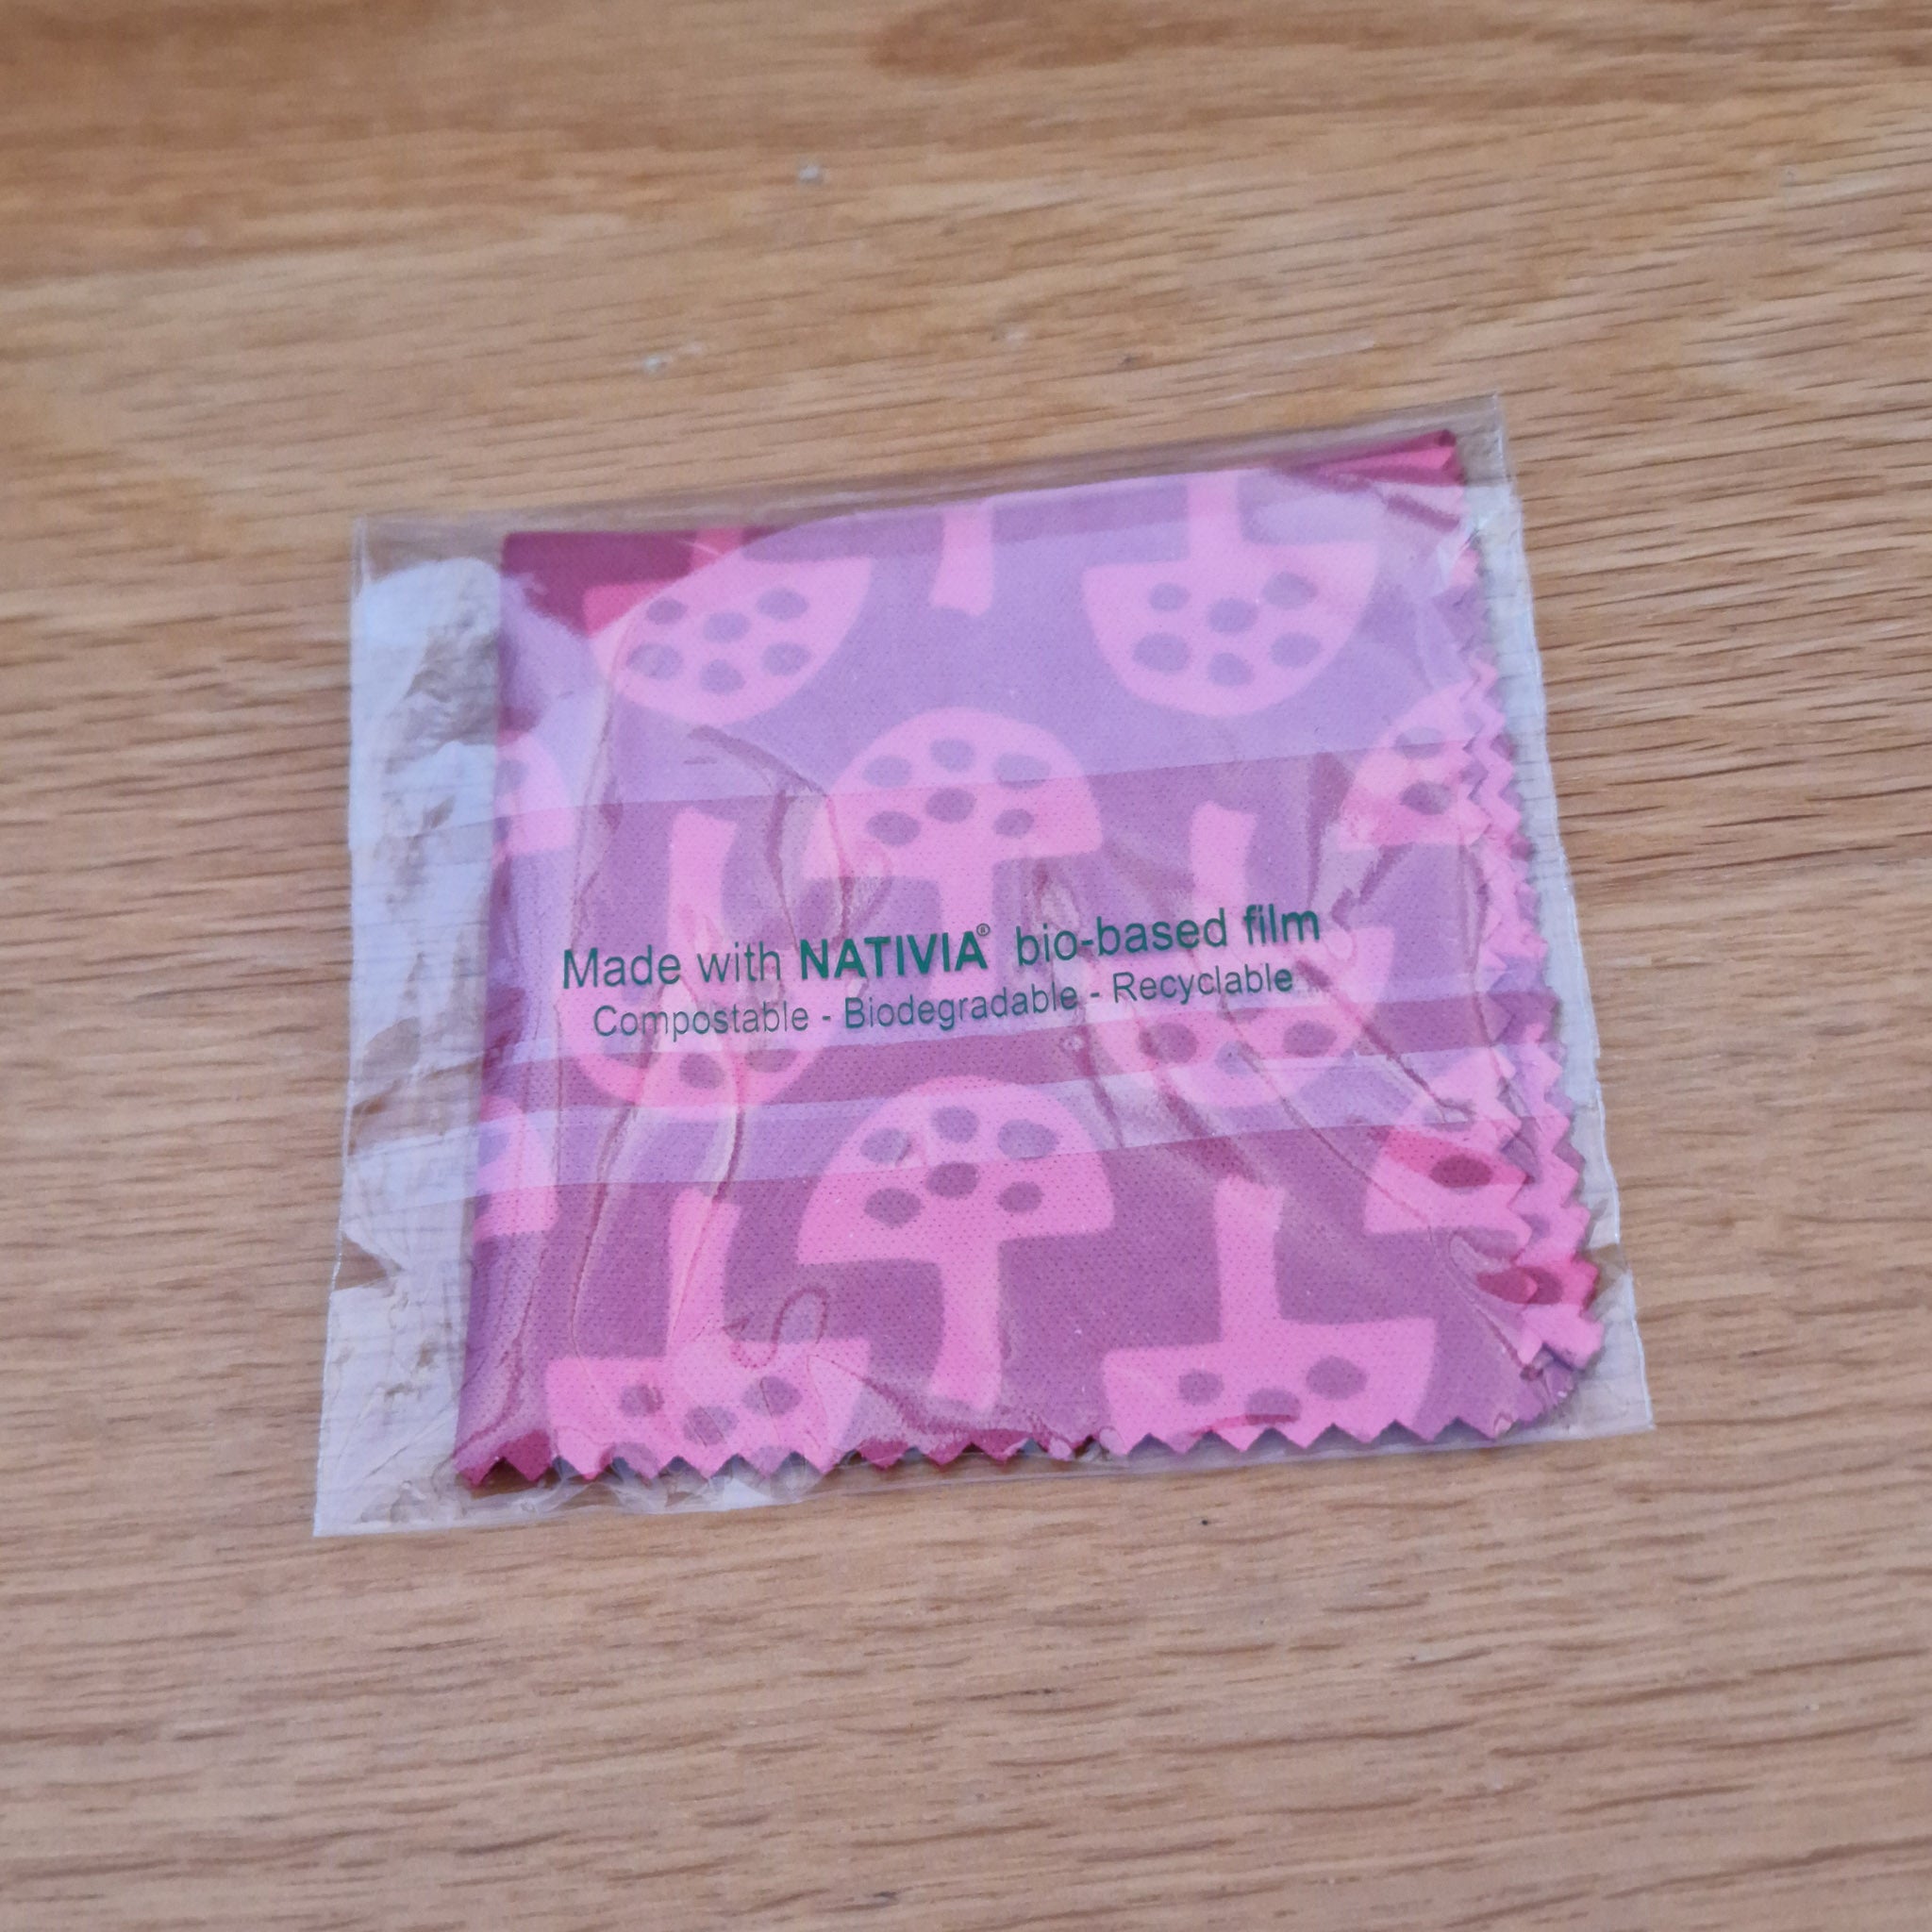 Made with NATIVIA® bio-based film
Compostable - Biodegradable - Recyclable